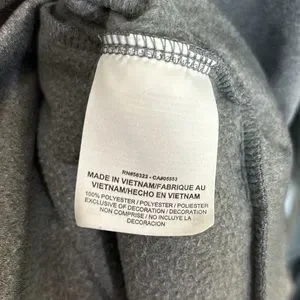 RN#56323 - CA#05553
MADE IN VIETNAM/FABRIQUE AU
VIETNAM/HECHO EN VIETNAM
100% POLYESTER / POLYESTER / POLIESTER
EXCLUSIVE OF DECORATION / DECORATION
NON COMPRISE / NO INCLUYE LA
DECORACION